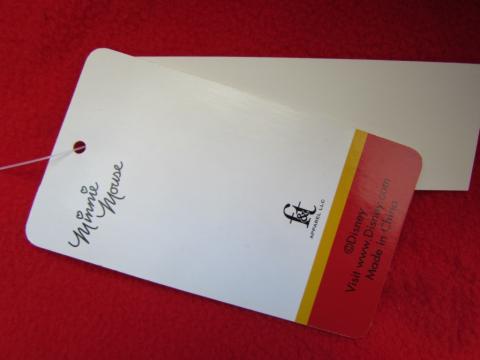 Minnie
Mouse
f&t
APPAREL LLC
©Disney
Visit www.Disney.com
Made in China